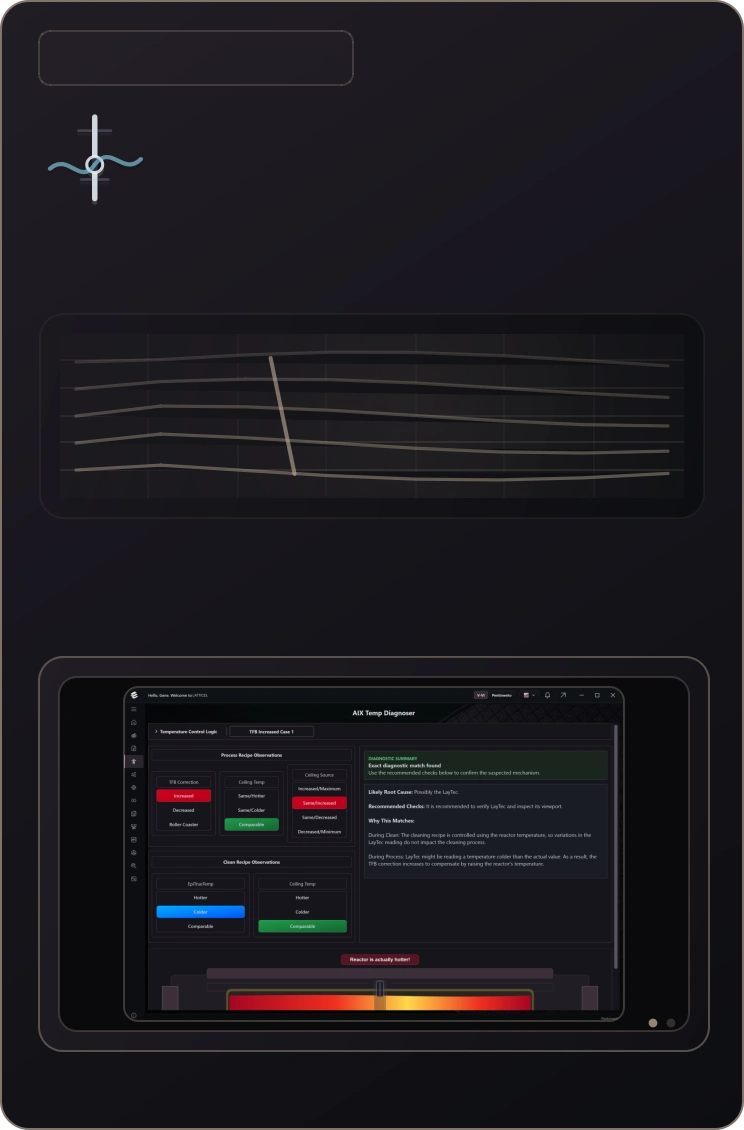 Hello, Gene. Welcome to LATTICES.
Pentimento
AIX Temp Diagnoser
Temperature Control Logic
TFB Increased Case 1
Process Recipe Observations
TFB Correction
Increased
Decreased
Roller Coaster
Ceiling Temp
Same/Hotter
Same/Colder
Comparable
Ceiling Source
Increased/Maximum
Same/Increased
Same/Decreased
Decreased/Minimum
Clean Recipe Observations
EpiTrueTemp
Hotter
Colder
Comparable
Ceiling Temp
Hotter
Colder
Comparable
DIAGNOSTIC SUMMARY
Exact diagnostic match found
Use the recommended checks below to confirm the suspected mechanism.
Likely Root Cause: Possibly the LayTec.
Recommended Checks: It is recommended to verify LayTec and inspect its viewport.
Why This Matches:
During Clean: The cleaning recipe is controlled using the reactor temperature, so variations in the
LayTec reading do not impact the cleaning process.
During Process: LayTec might be reading a temperature colder than the actual value. As a result, the
TFB correction increases to compensate by raising the reactor's temperature.
Reactor is actually hotter!